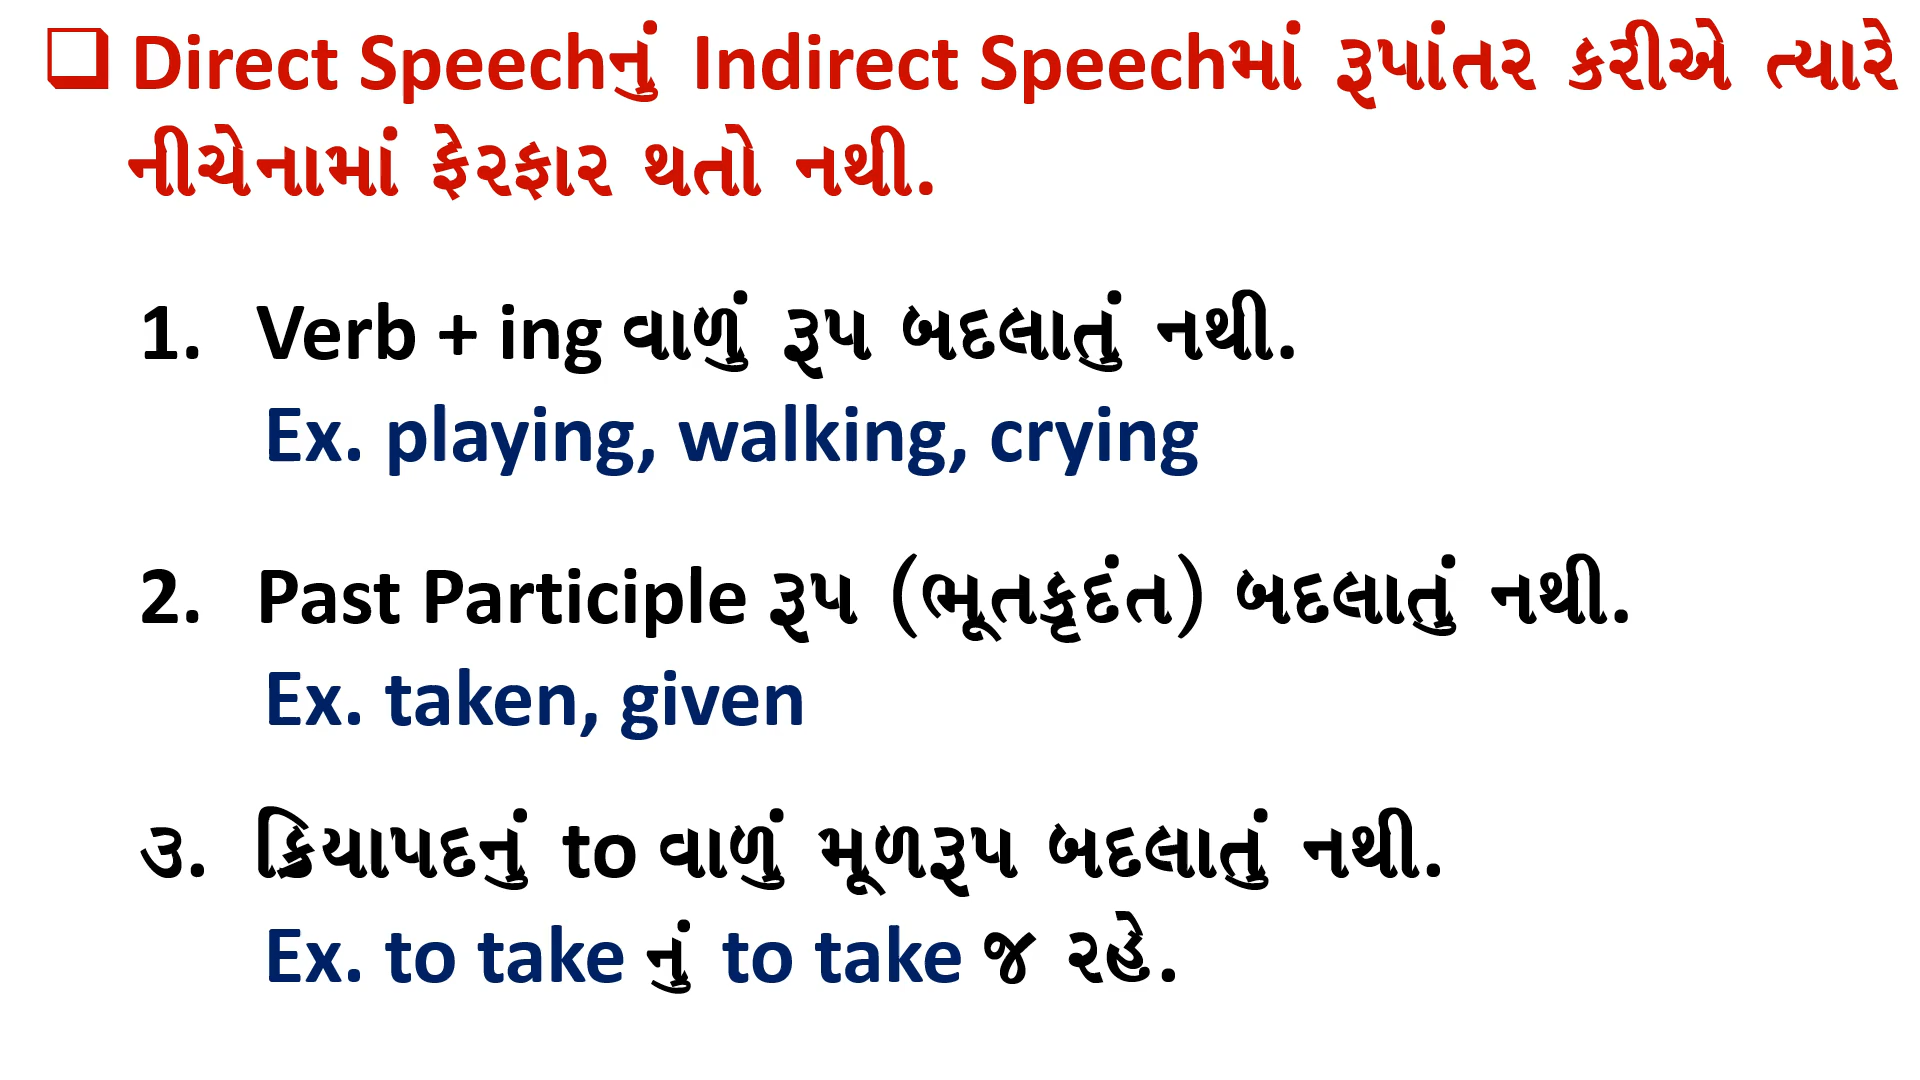 ❑ Direct Speechનું Indirect Speechમાં રૂપાંતર કરીએ ત્યારે
નીચેનામાં ફેરફાર થતો નથી.
1. Verb + ing વાળું રૂપ બદલાતું નથી.
Ex. playing, walking, crying
2. Past Participle રૂપ (ભૂતકૃદંત) બદલાતું નથી.
Ex. taken, given
૩. ક્રિયાપદનું to વાળું મૂળરૂપ બદલાતું નથી.
Ex. to take નું to take જ રહે.